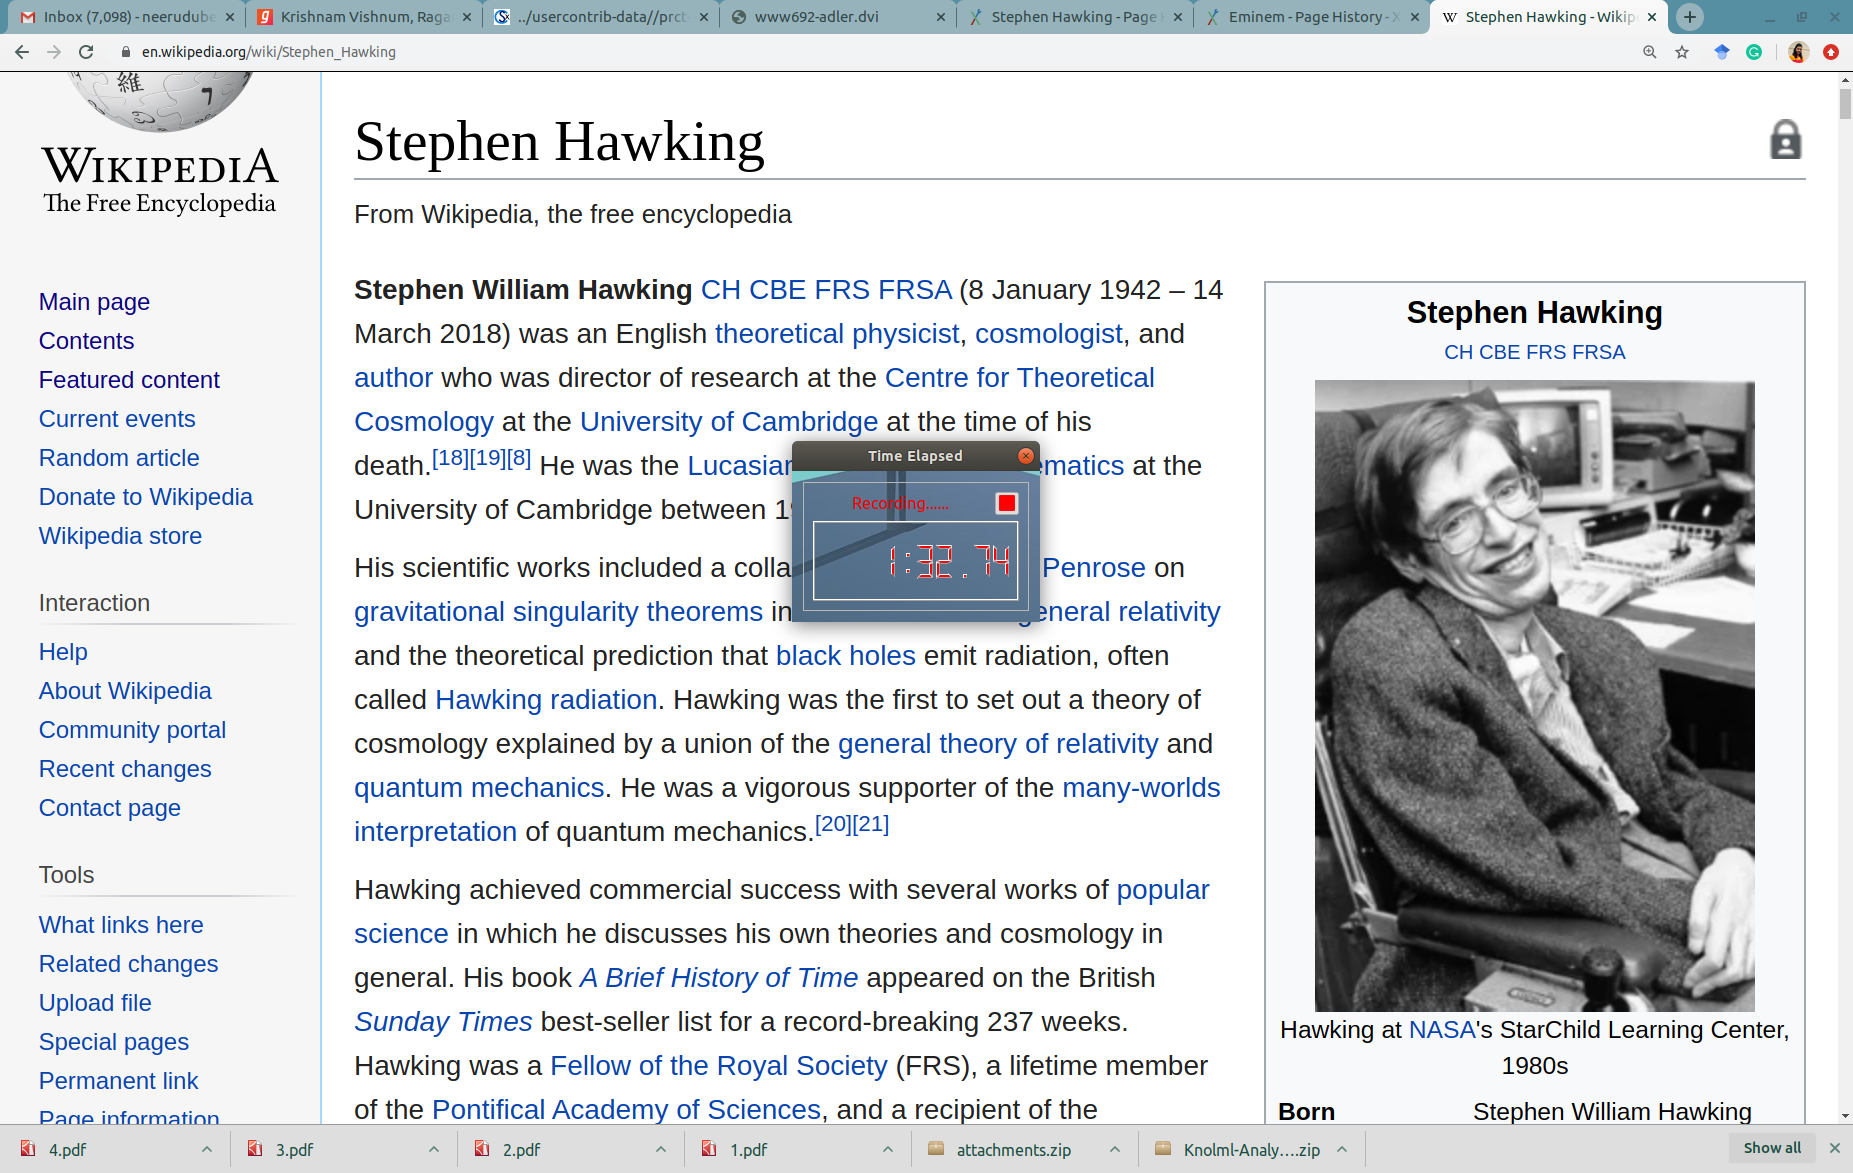 Inbox (7,098) - neerudube
Krishnam Vishnum, Raga
../usercontrib-data//prct
www692-adler.dvi
Stephen Hawking - Page
Eminem - Page History - X
Stephen Hawking - Wikip
en.wikipedia.org/wiki/Stephen_Hawking
WIKIPEDIA
The Free Encyclopedia
Main page
Contents
Featured content
Current events
Random article
Donate to Wikipedia
Wikipedia store
Interaction
Help
About Wikipedia
Community portal
Recent changes
Contact page
Tools
What links here
Related changes
Upload file
Special pages
Permanent link
Page information
Stephen Hawking
From Wikipedia, the free encyclopedia
Stephen William Hawking CH CBE FRS FRSA (8 January 1942 – 14
March 2018) was an English theoretical physicist, cosmologist, and
author who was director of research at the Centre for Theoretical
Cosmology at the University of Cambridge at the time of his
death.[18][19][8] He was the Lucasian ematics at the
University of Cambridge between 19
His scientific works included a colla Penrose on
gravitational singularity theorems in general relativity
and the theoretical prediction that black holes emit radiation, often
called Hawking radiation. Hawking was the first to set out a theory of
cosmology explained by a union of the general theory of relativity and
quantum mechanics. He was a vigorous supporter of the many-worlds
interpretation of quantum mechanics.[20][21]
Hawking achieved commercial success with several works of popular
science in which he discusses his own theories and cosmology in
general. His book A Brief History of Time appeared on the British
Sunday Times best-seller list for a record-breaking 237 weeks.
Hawking was a Fellow of the Royal Society (FRS), a lifetime member
of the Pontifical Academy of Sciences, and a recipient of the
Time Elapsed
Recording......
1:32.74
Stephen Hawking
CH CBE FRS FRSA
Hawking at NASA's StarChild Learning Center,
1980s
Born Stephen William Hawking
4.pdf
3.pdf
2.pdf
1.pdf
attachments.zip
Knolml-Analy....zip
Show all